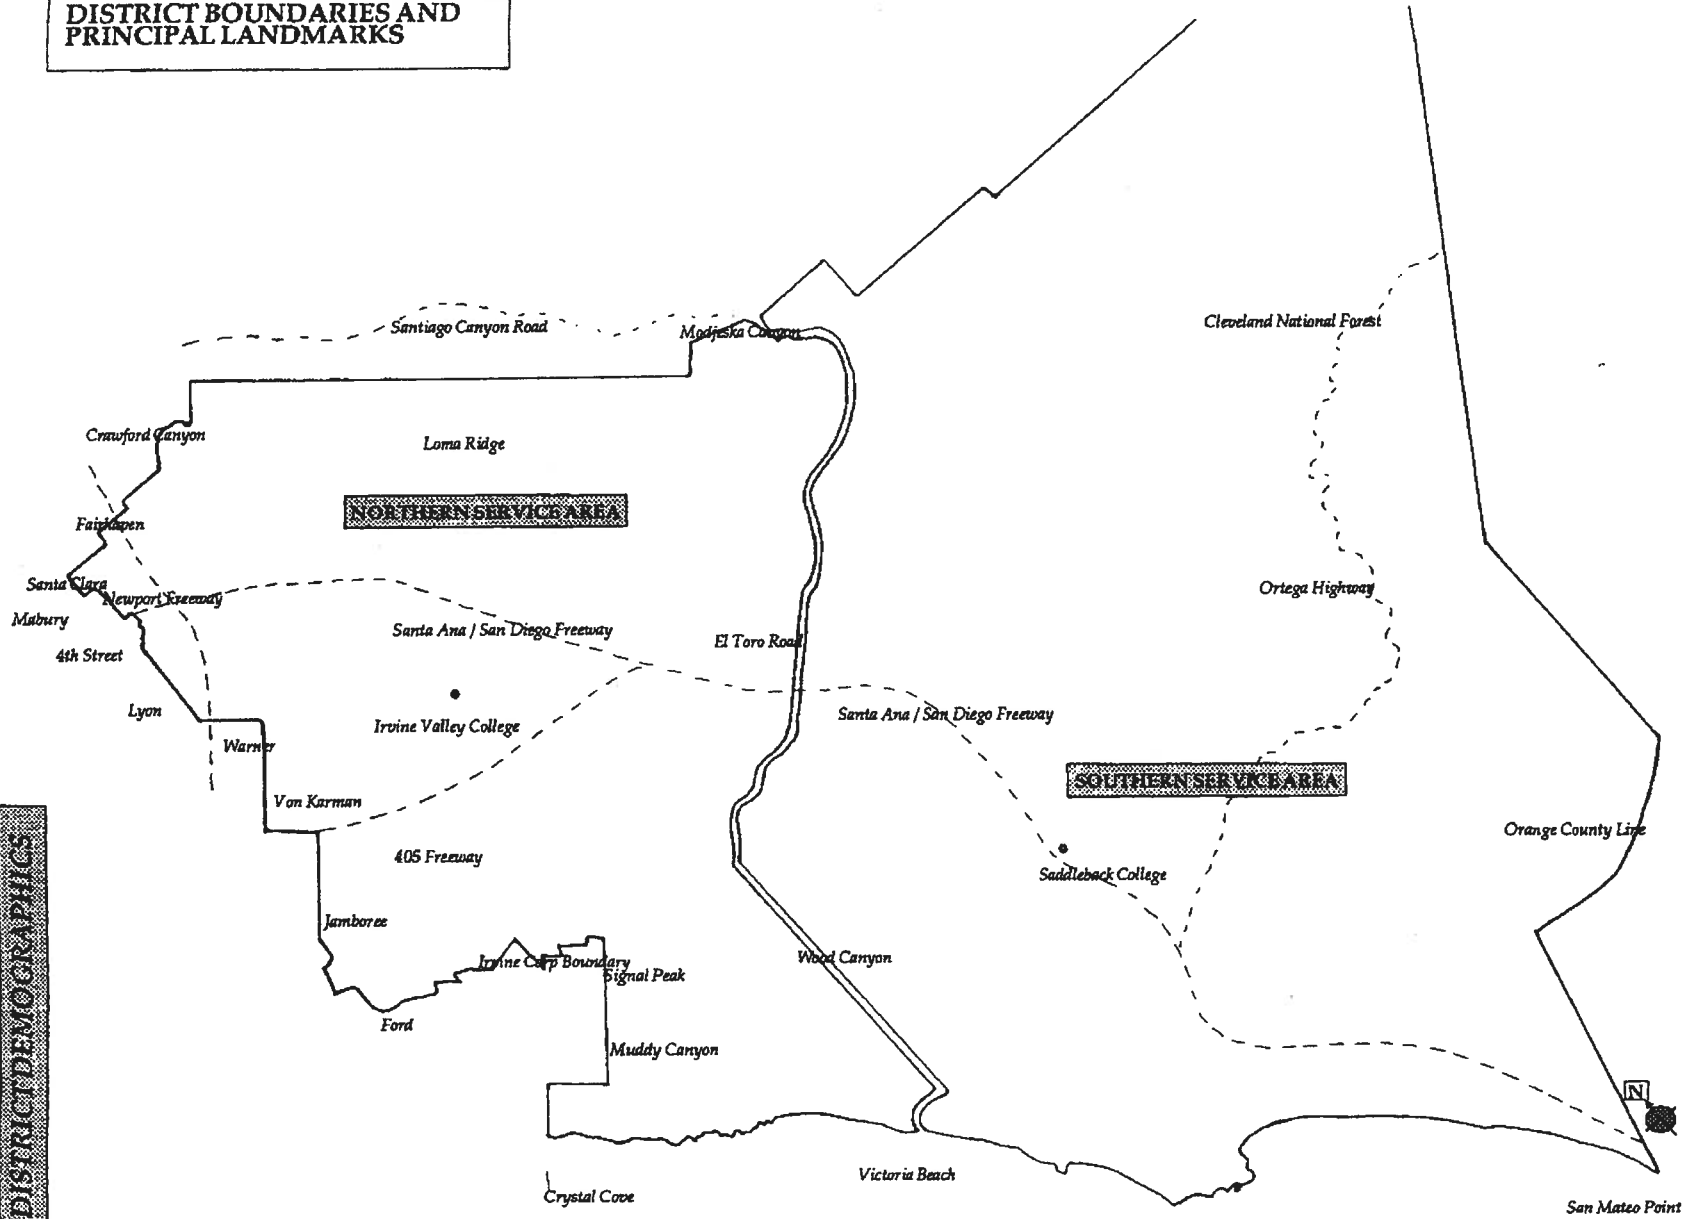 DISTRICT BOUNDARIES AND
PRINCIPAL LANDMARKS
Santiago Canyon Road
Modjeska Canyon
Cleveland National Forest
Crawford Canyon
Loma Ridge
NORTHERN SERVICE AREA
Fairhaven
Santa Clara
Newport Freeway
Ortega Highway
Mabury
Santa Ana / San Diego Freeway
El Toro Road
4th Street
Lyon
Irvine Valley College
Santa Ana / San Diego Freeway
Warner
SOUTHERN SERVICE AREA
Von Karman
Orange County Line
405 Freeway
Saddleback College
Jamboree
Irvine Corp Boundary
Signal Peak
Wood Canyon
Ford
Muddy Canyon
N
Victoria Beach
Crystal Cove
San Mateo Point
DISTRICT DEMOGRAPHICS